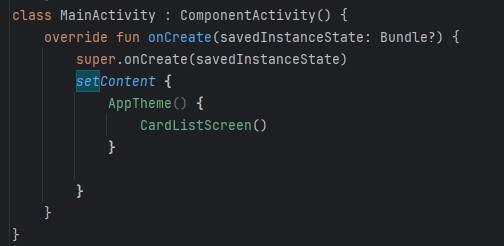 class MainActivity : ComponentActivity() {
    override fun onCreate(savedInstanceState: Bundle?) {
        super.onCreate(savedInstanceState)
        setContent {
            AppTheme() {
                CardListScreen()
            }
        }
    }
}